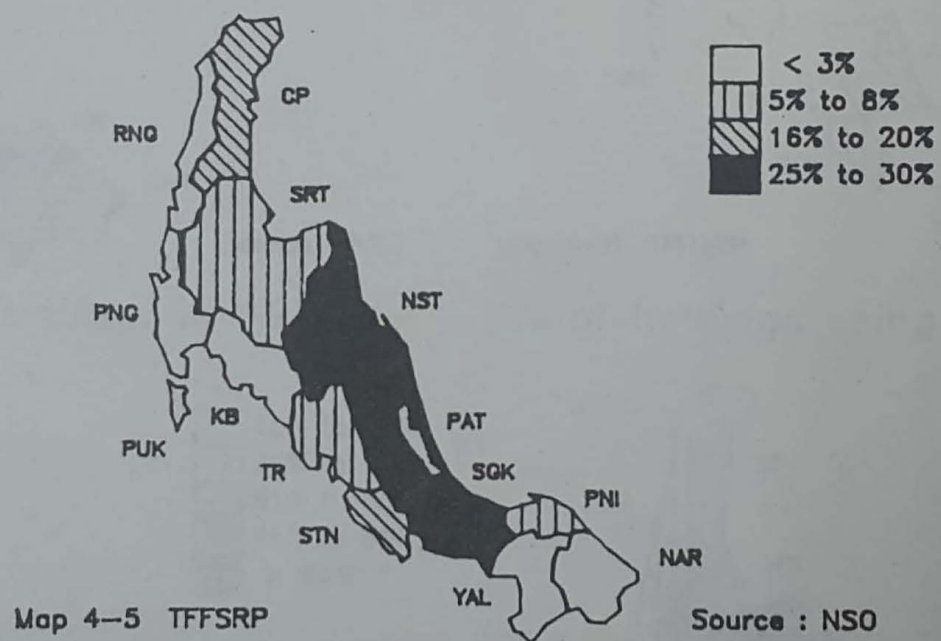 < 3%
5% to 8%
16% to 20%
25% to 30%
CP
RNG
SRT
PNG
NST
KB
PUK
PAT
TR
SGK
PNI
STN
NAR
YAL
Map 4-5 TFFSRP
Source : NSO